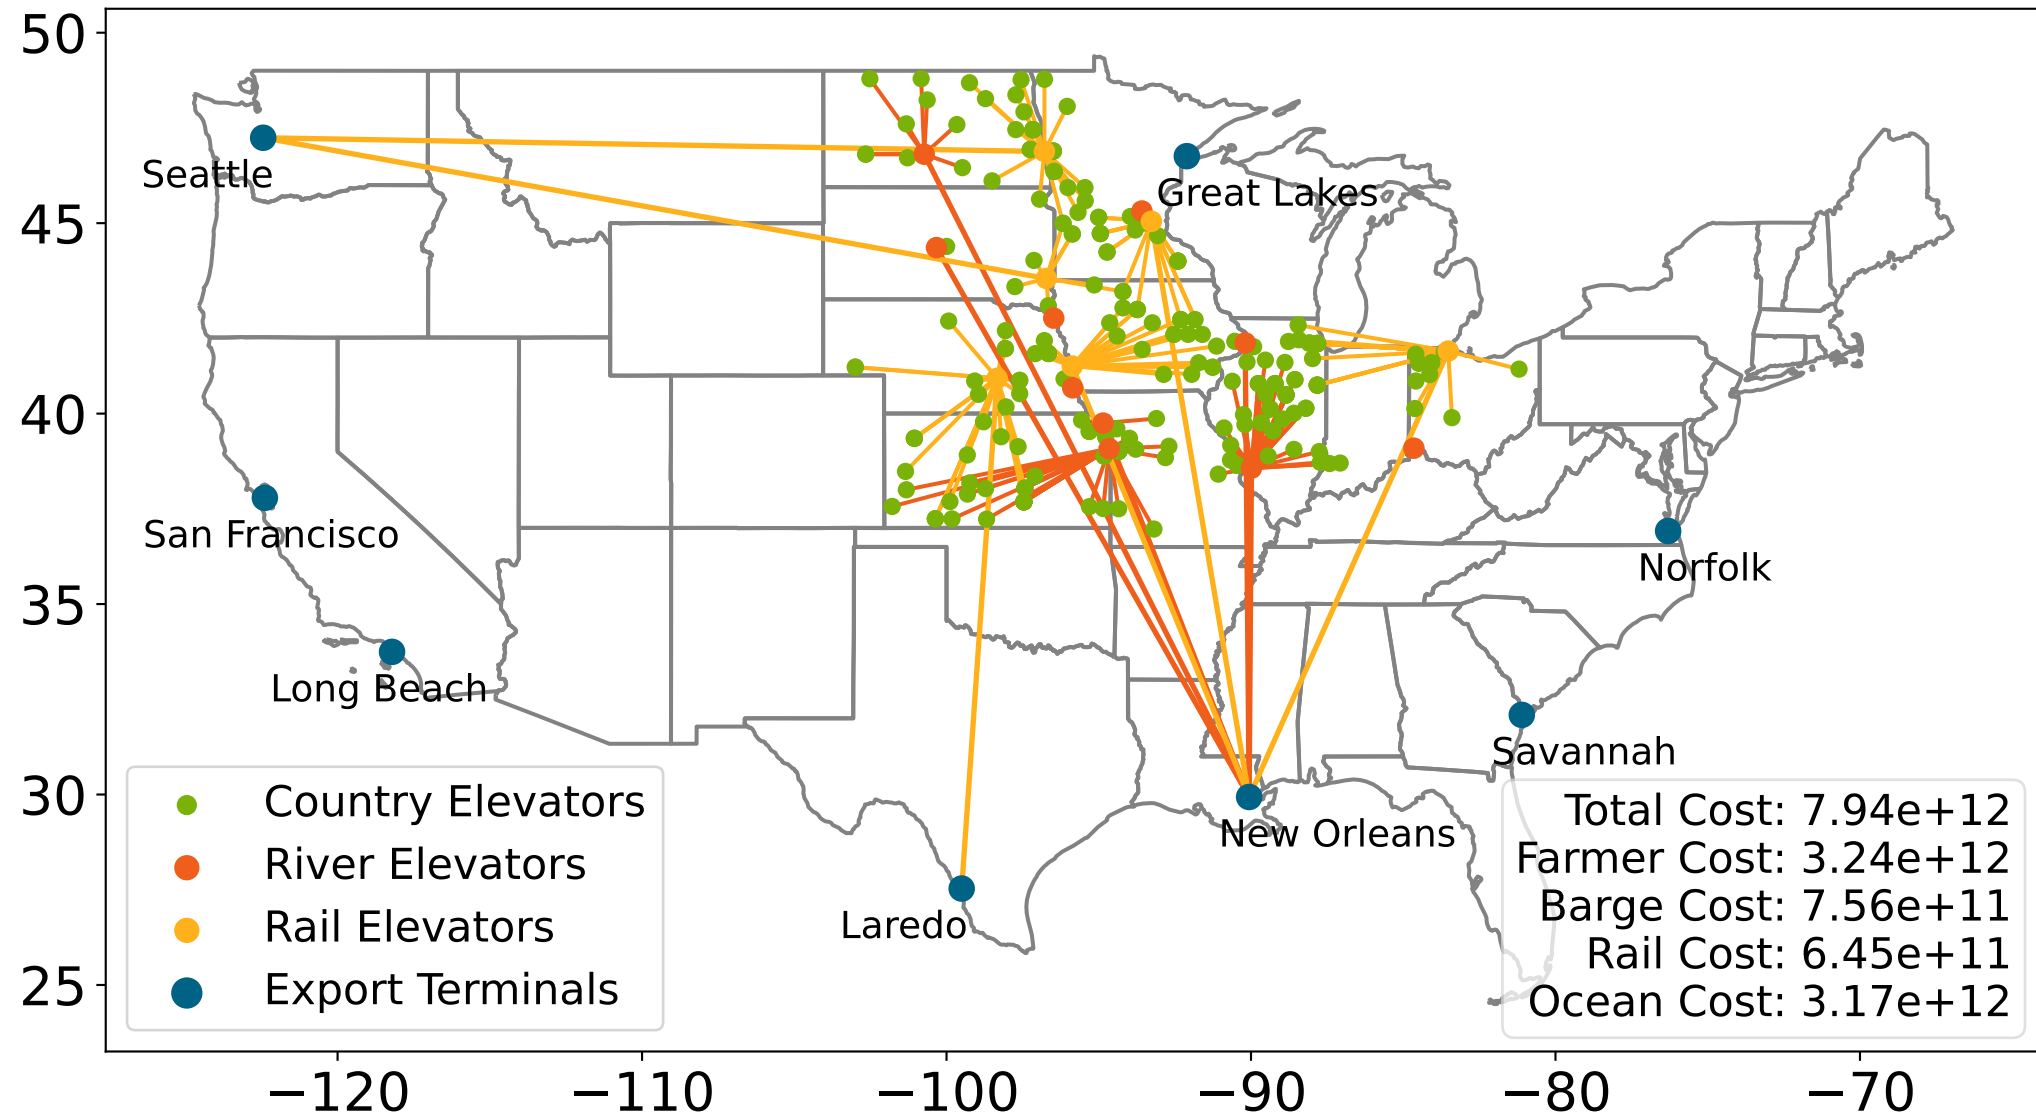 50
45
40
35
30
25
−120
−110
−100
−90
−80
−70
Seattle
Great Lakes
San Francisco
Norfolk
Long Beach
Savannah
New Orleans
Laredo
Country Elevators
River Elevators
Rail Elevators
Export Terminals
Total Cost: 7.94e+12
Farmer Cost: 3.24e+12
Barge Cost: 7.56e+11
Rail Cost: 6.45e+11
Ocean Cost: 3.17e+12